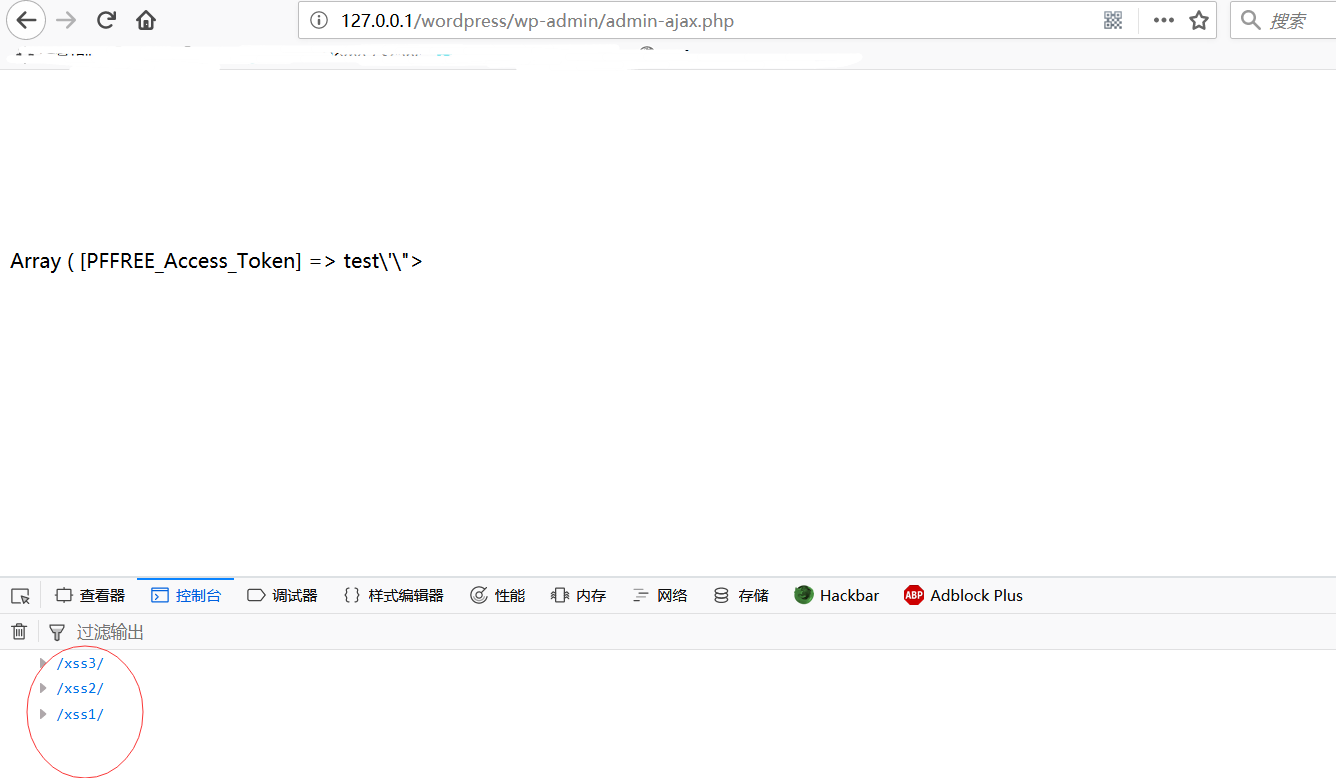 127.0.0.1/wordpress/wp-admin/admin-ajax.php
搜索
Array ( [PFFREE_Access_Token] => test\'\">
查看器 控制台 调试器 {} 样式编辑器 性能 内存 网络 存储 Hackbar ABP Adblock Plus
过滤输出
/xss3/
/xss2/
/xss1/